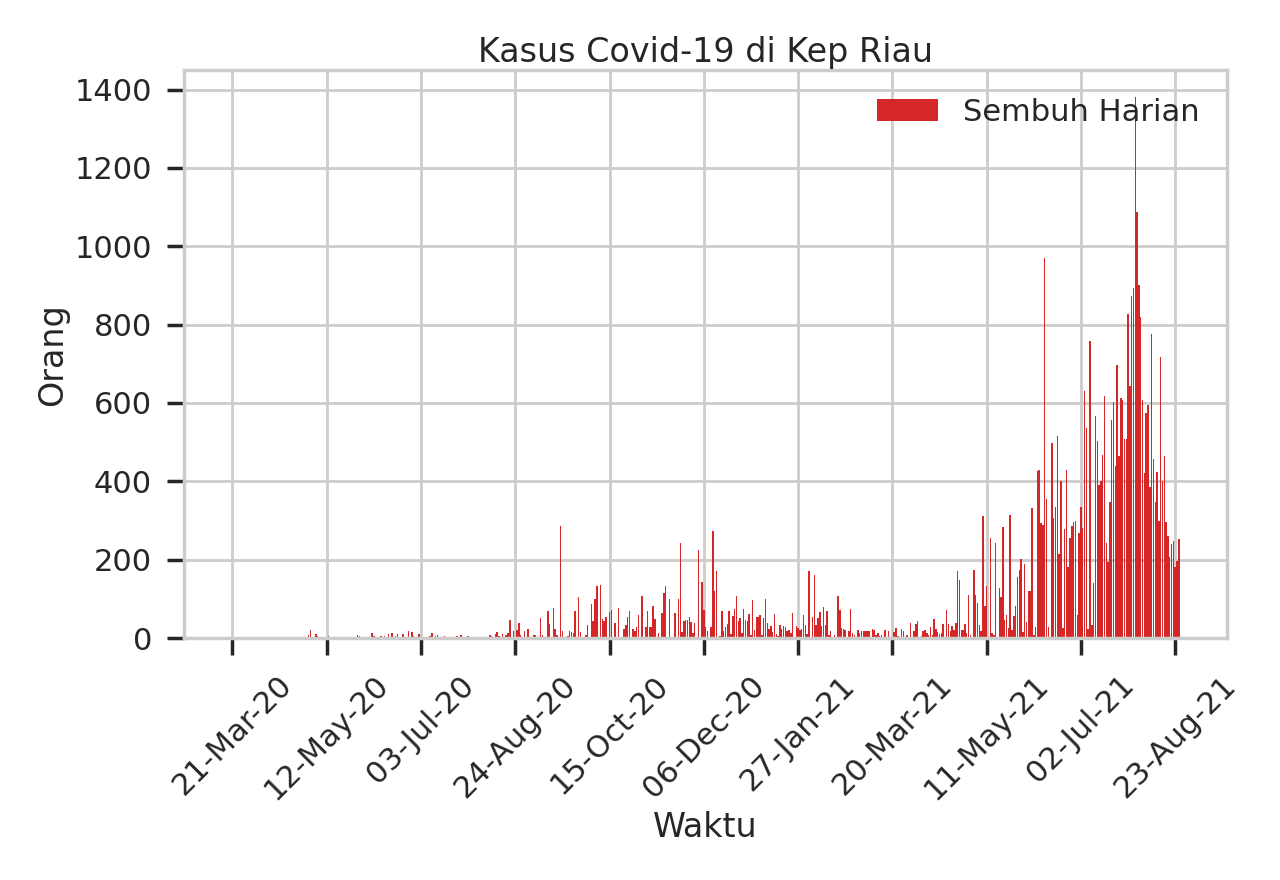 Kasus Covid-19 di Kep Riau
Sembuh Harian
1400
1200
1000
800
600
400
200
0
Orang
21-Mar-20
12-May-20
03-Jul-20
24-Aug-20
15-Oct-20
06-Dec-20
27-Jan-21
20-Mar-21
11-May-21
02-Jul-21
23-Aug-21
Waktu